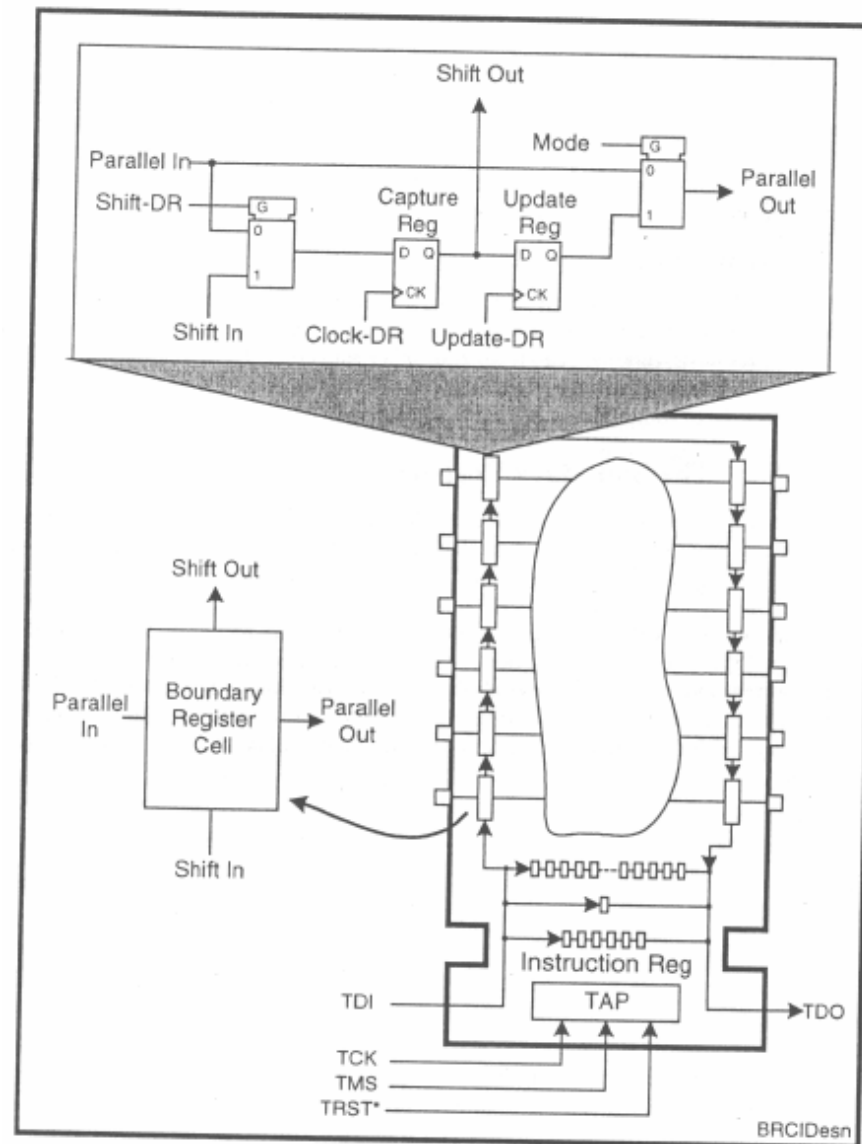 Shift Out
Mode
G
Parallel In
0
Parallel
Out
Shift-DR
G
Capture
Reg
Update
Reg
0
1
D Q
D Q
1
CK
CK
Shift In
Clock-DR
Update-DR
Shift Out
Parallel
In
Boundary
Register
Cell
Parallel
Out
Shift In
Instruction Reg
TDI
TAP
TDO
TCK
TMS
TRST*
BRCIDesn